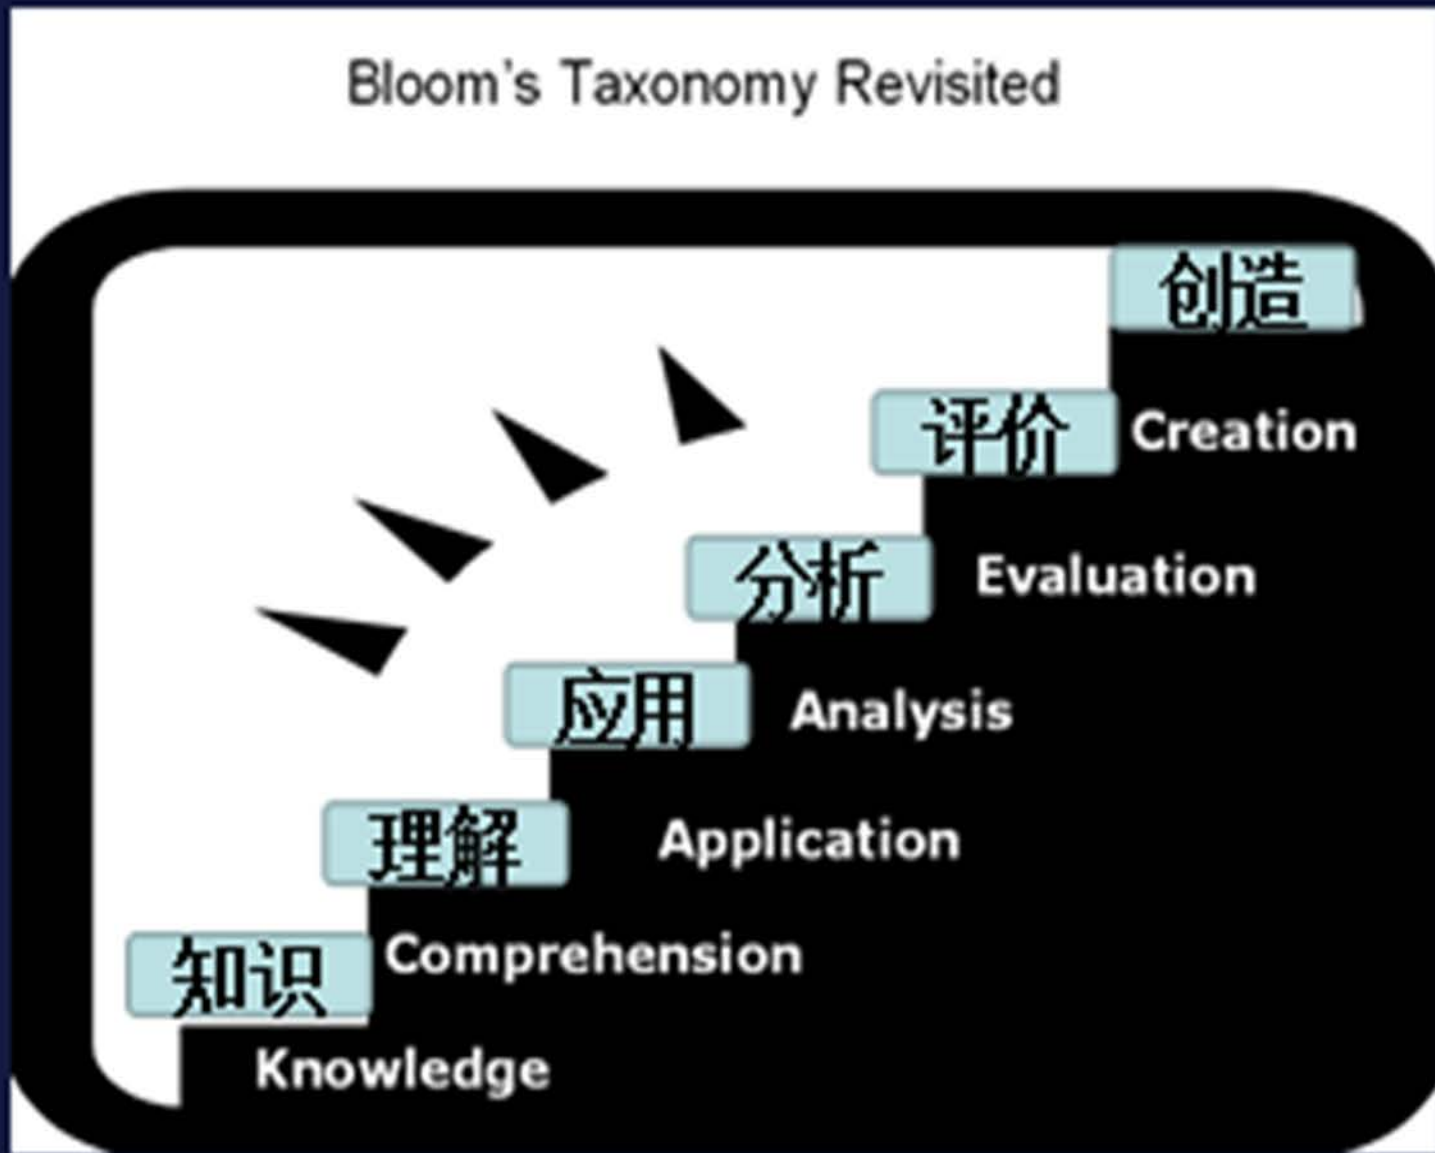 Bloom's Taxonomy Revisited
创造
评价 Creation
分析 Evaluation
应用 Analysis
理解 Application
知识 Comprehension
Knowledge